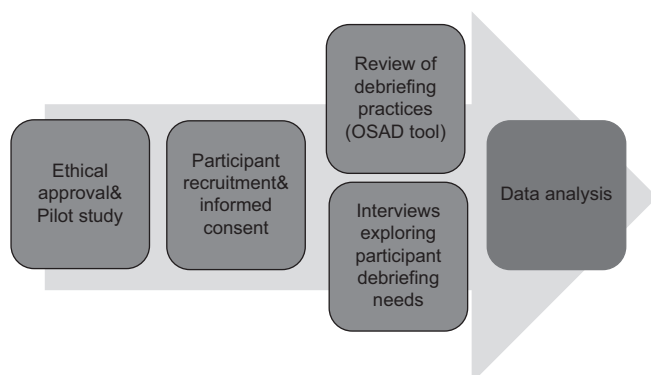 Ethical
approval&
Pilot study
Participant
recruitment&
informed
consent
Review of
debriefing
practices
(OSAD tool)
Interviews
exploring
participant
debriefing
needs
Data analysis